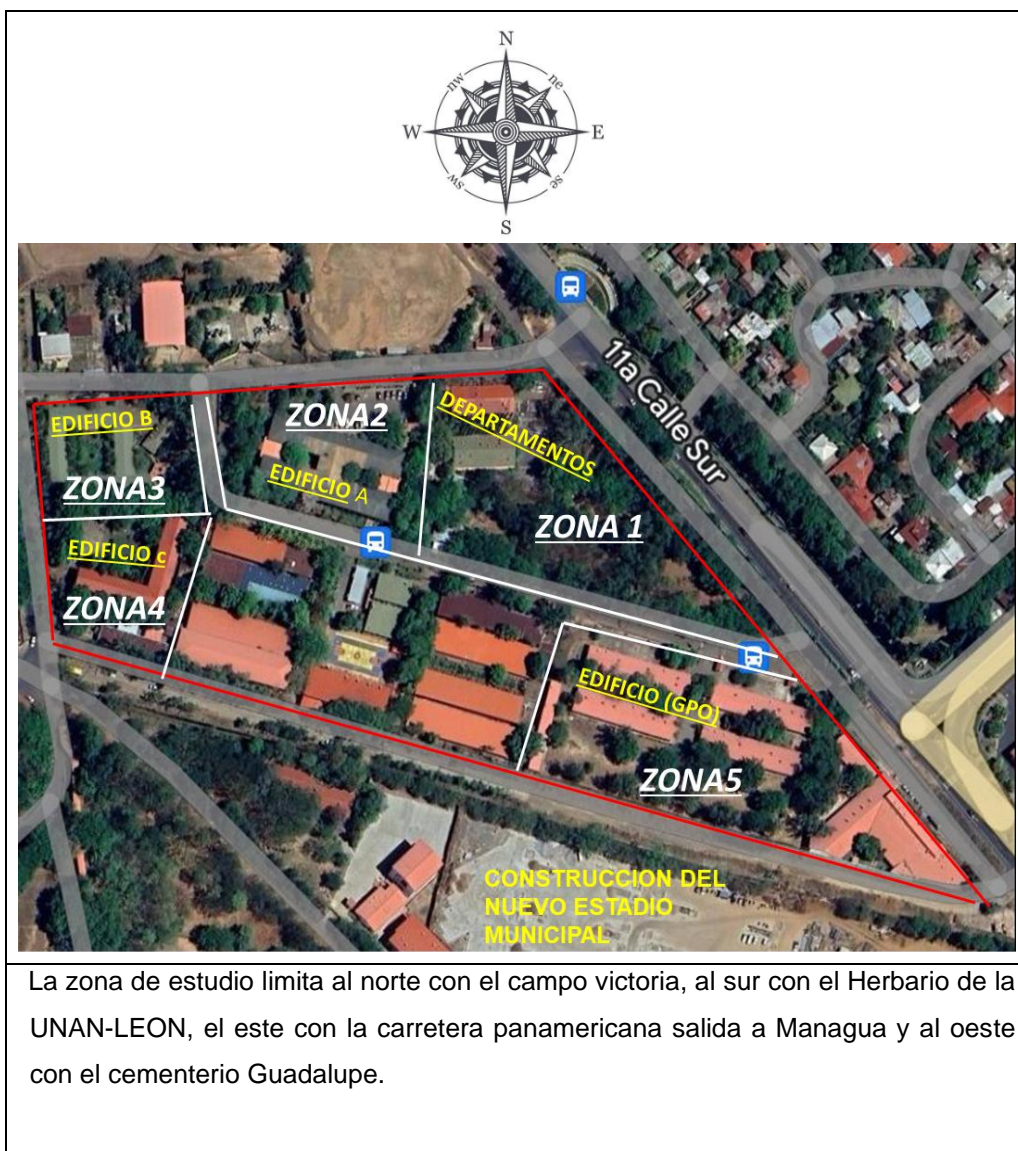 N
nw
ne
W
E
sw
se
S
11a Calle Sur
EDIFICIO B
ZONA2
DEPARTAMENTOS
ZONA3
EDIFICIO A
ZONA 1
EDIFICIO c
ZONA4
EDIFICIO (GPO)
ZONA5
CONSTRUCCION DEL
NUEVO ESTADIO
MUNICIPAL
La zona de estudio limita al norte con el campo victoria, al sur con el Herbario de la
UNAN-LEON, el este con la carretera panamericana salida a Managua y al oeste
con el cementerio Guadalupe.